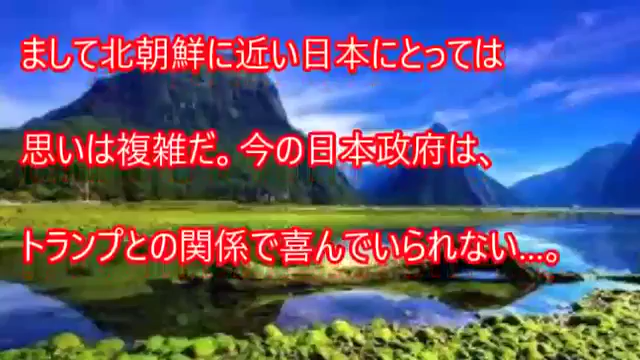 まして北朝鮮に近い日本にとっては
思いは複雑だ。今の日本政府は、
トランプとの関係で喜んでいられない…。